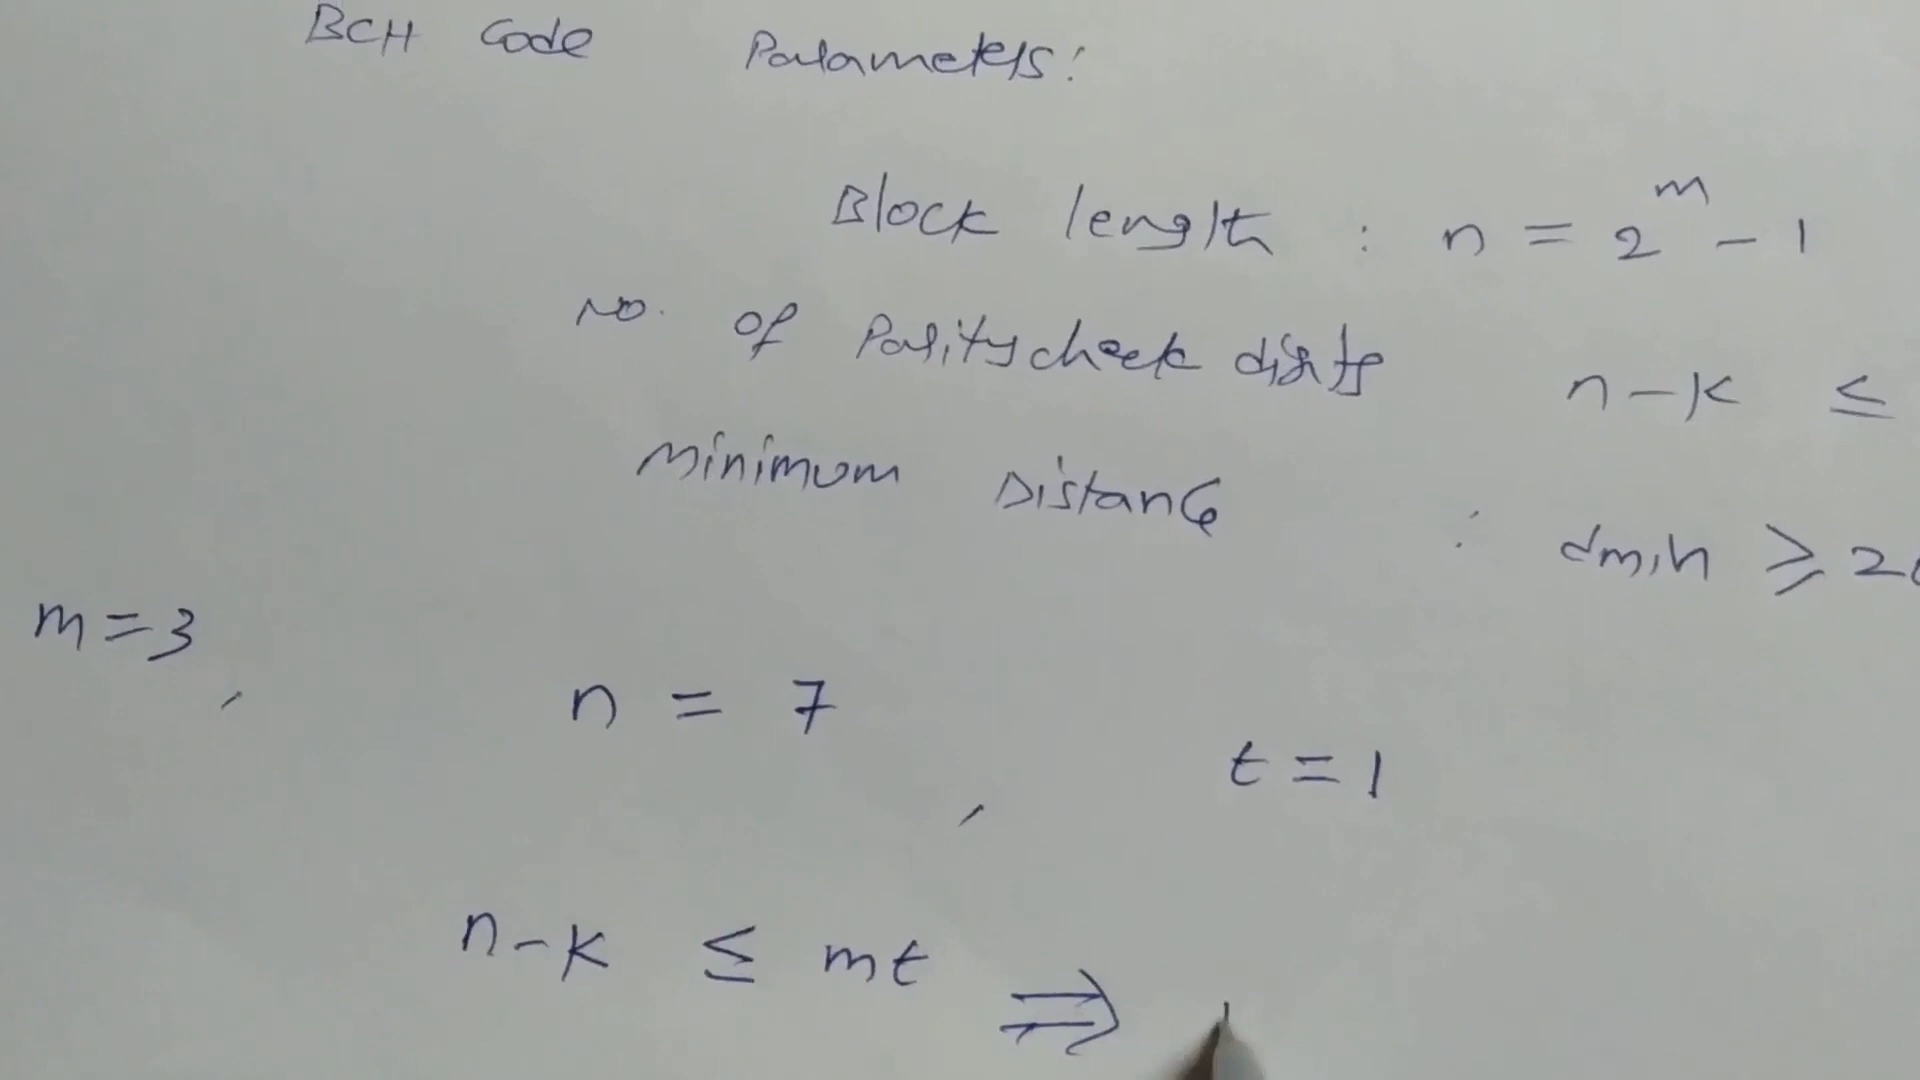 BCH Code Parameters:
Block length : n = 2^m - 1
No. of Parity check digits n-k ≤
Minimum Distance : dmin ≥ 2
m = 3,
n = 7,
t = 1
n-k ≤ mt ⇒